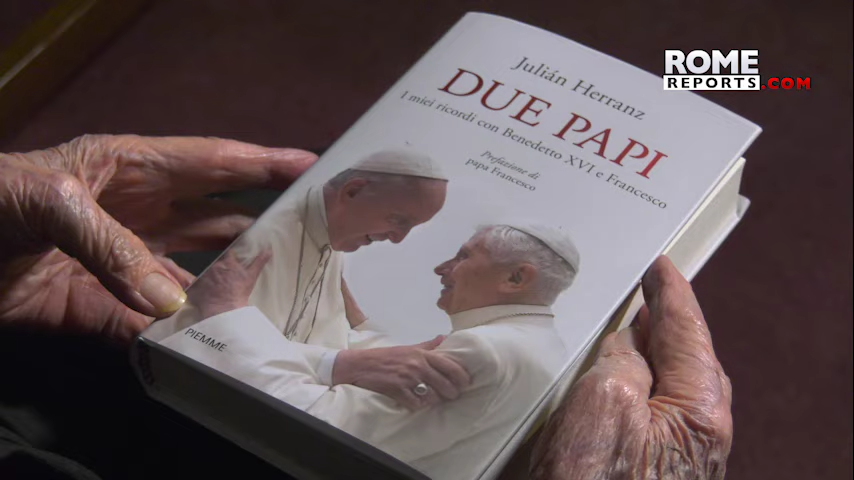 ROME
REPORTS.COM
Julián Herranz
DUE PAPI
I miei ricordi con Benedetto XVI e Francesco
Prefazione di
papa Francesco
PIEMME